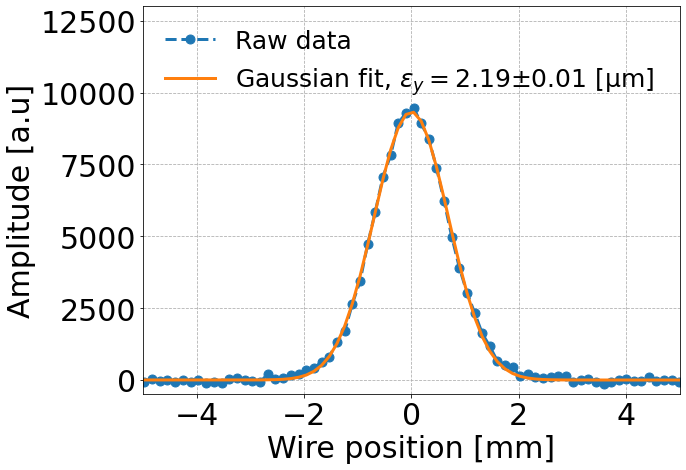 Raw data
Gaussian fit, εy = 2.19±0.01 [µm]
Amplitude [a.u]
12500
10000
7500
5000
2500
0
−4 −2 0 2 4
Wire position [mm]